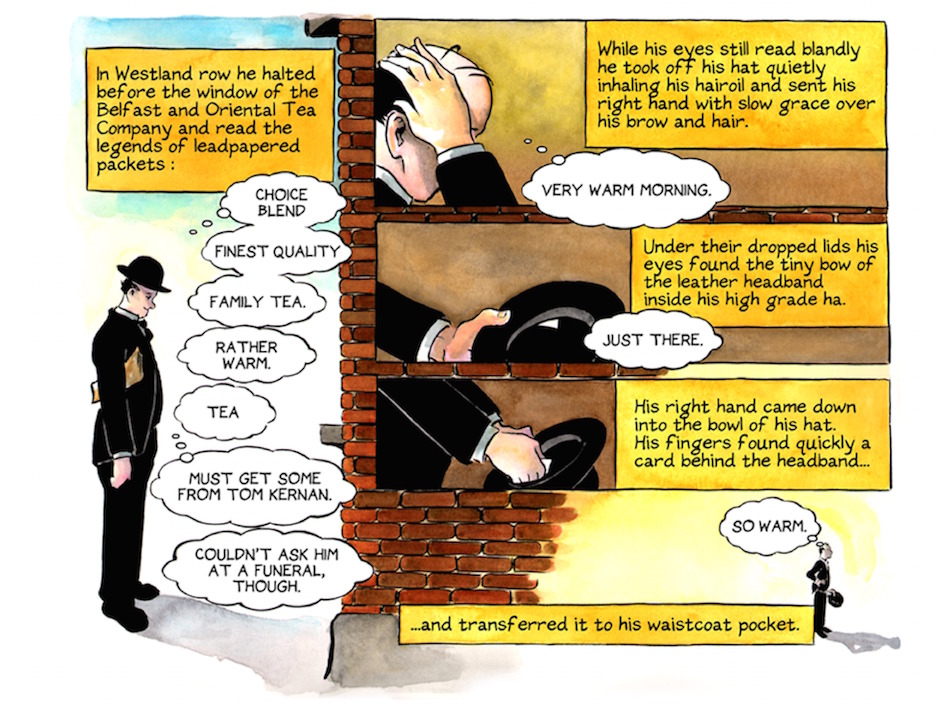 In Westland row he halted
before the window of the
Belfast and Oriental Tea
Company and read the
legends of leadpapered
packets :
CHOICE
BLEND
FINEST QUALITY
FAMILY TEA.
RATHER
WARM.
TEA
MUST GET SOME
FROM TOM KERNAN.
COULDN'T ASK HIM
AT A FUNERAL,
THOUGH.
While his eyes still read blandly
he took off his hat quietly
inhaling his hairoil and sent his
right hand with slow grace over
his brow and hair.
VERY WARM MORNING.
Under their dropped lids his
eyes found the tiny bow of
the leather headband
inside his high grade ha.
JUST THERE.
His right hand came down
into the bowl of his hat.
His fingers found quickly a
card behind the headband...
SO WARM.
...and transferred it to his waistcoat pocket.